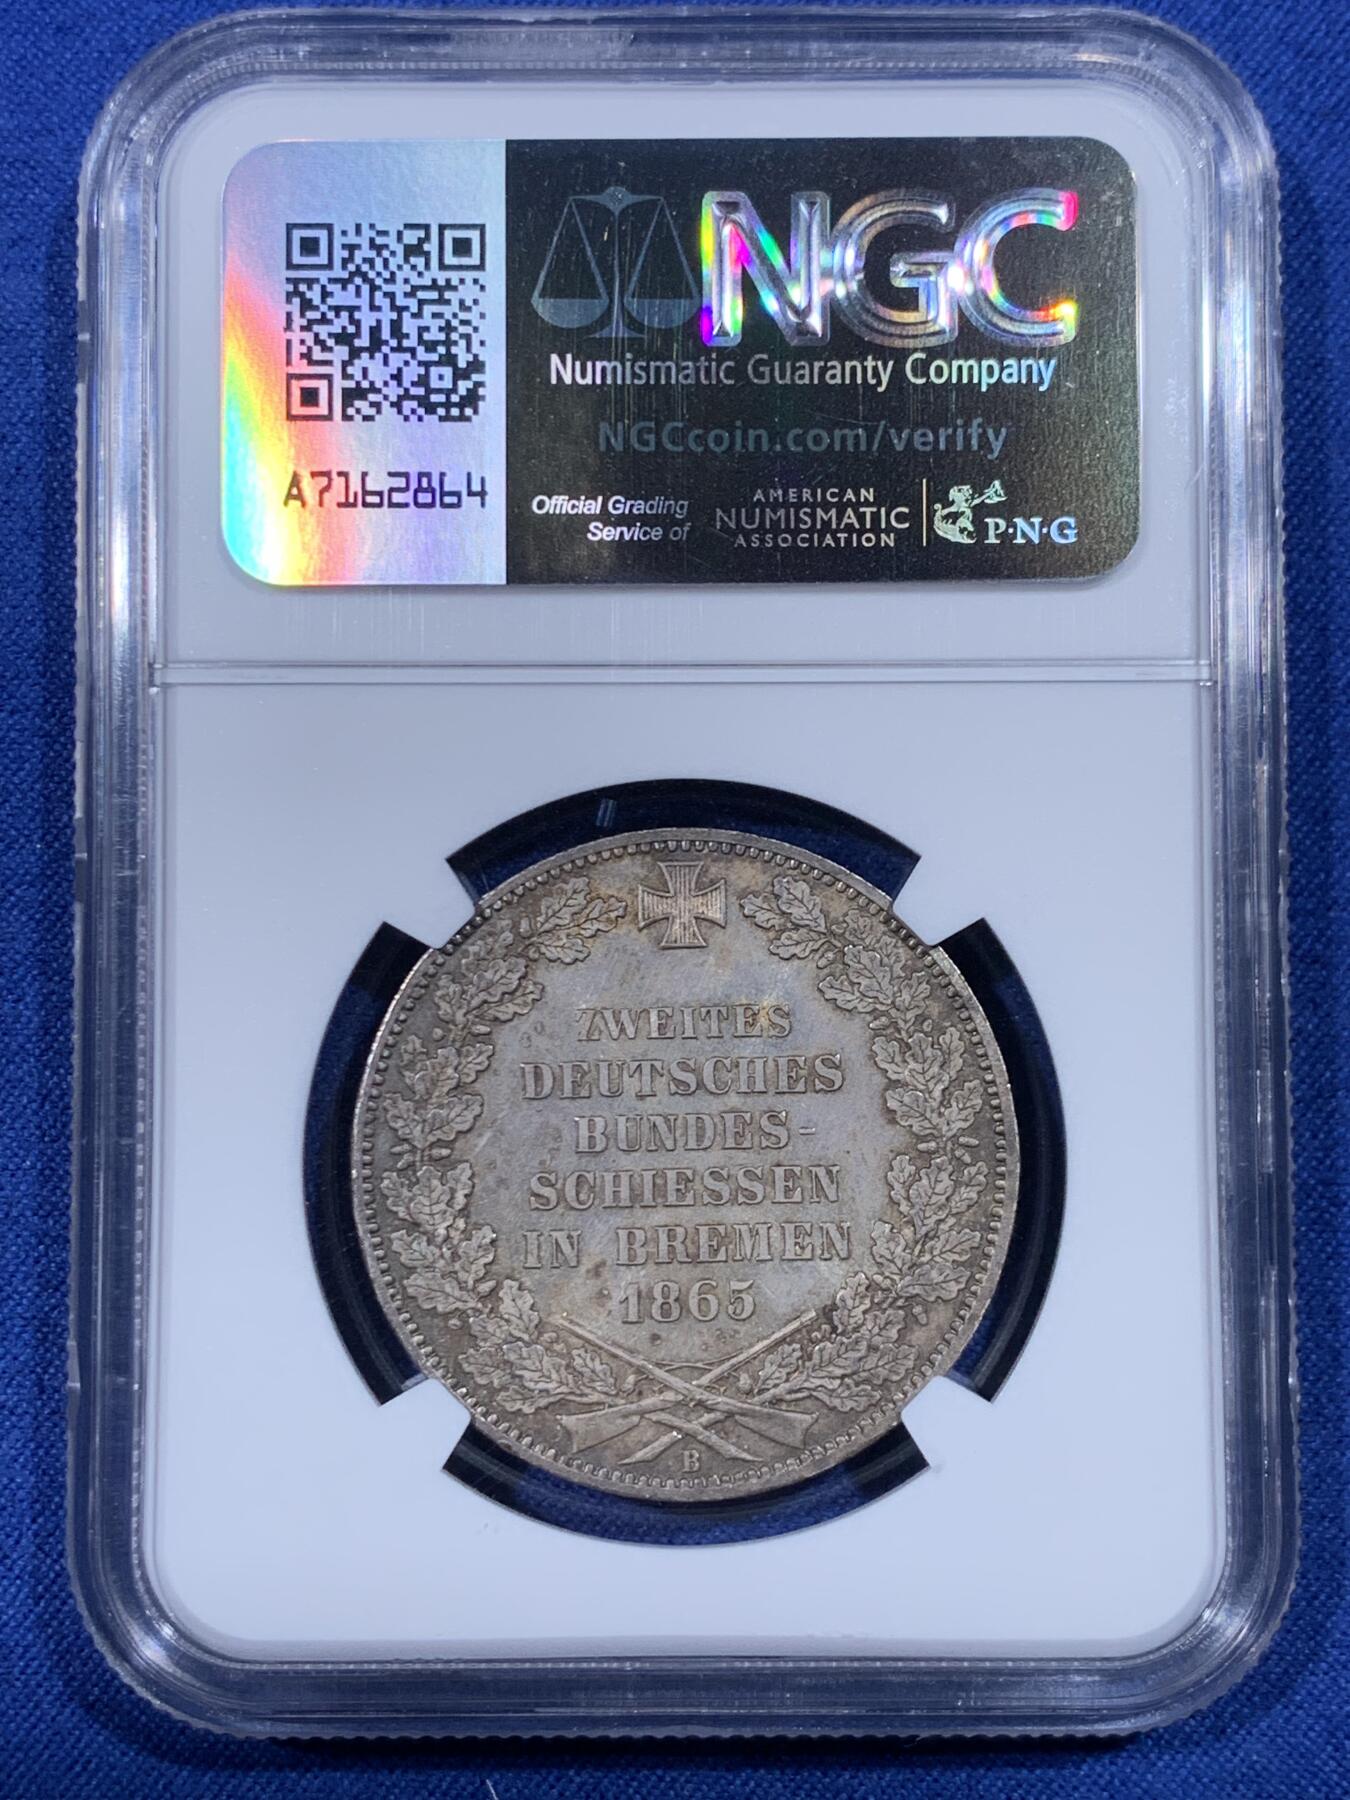 NGC
Numismatic Guaranty Company
NGCcoin.com/verify
A7162864
Official Grading
Service of
AMERICAN
NUMISMATIC
ASSOCIATION
P·N·G
ZWEITES
DEUTSCHES
BUNDES-
SCHIESSEN
IN BREMEN
1865
B